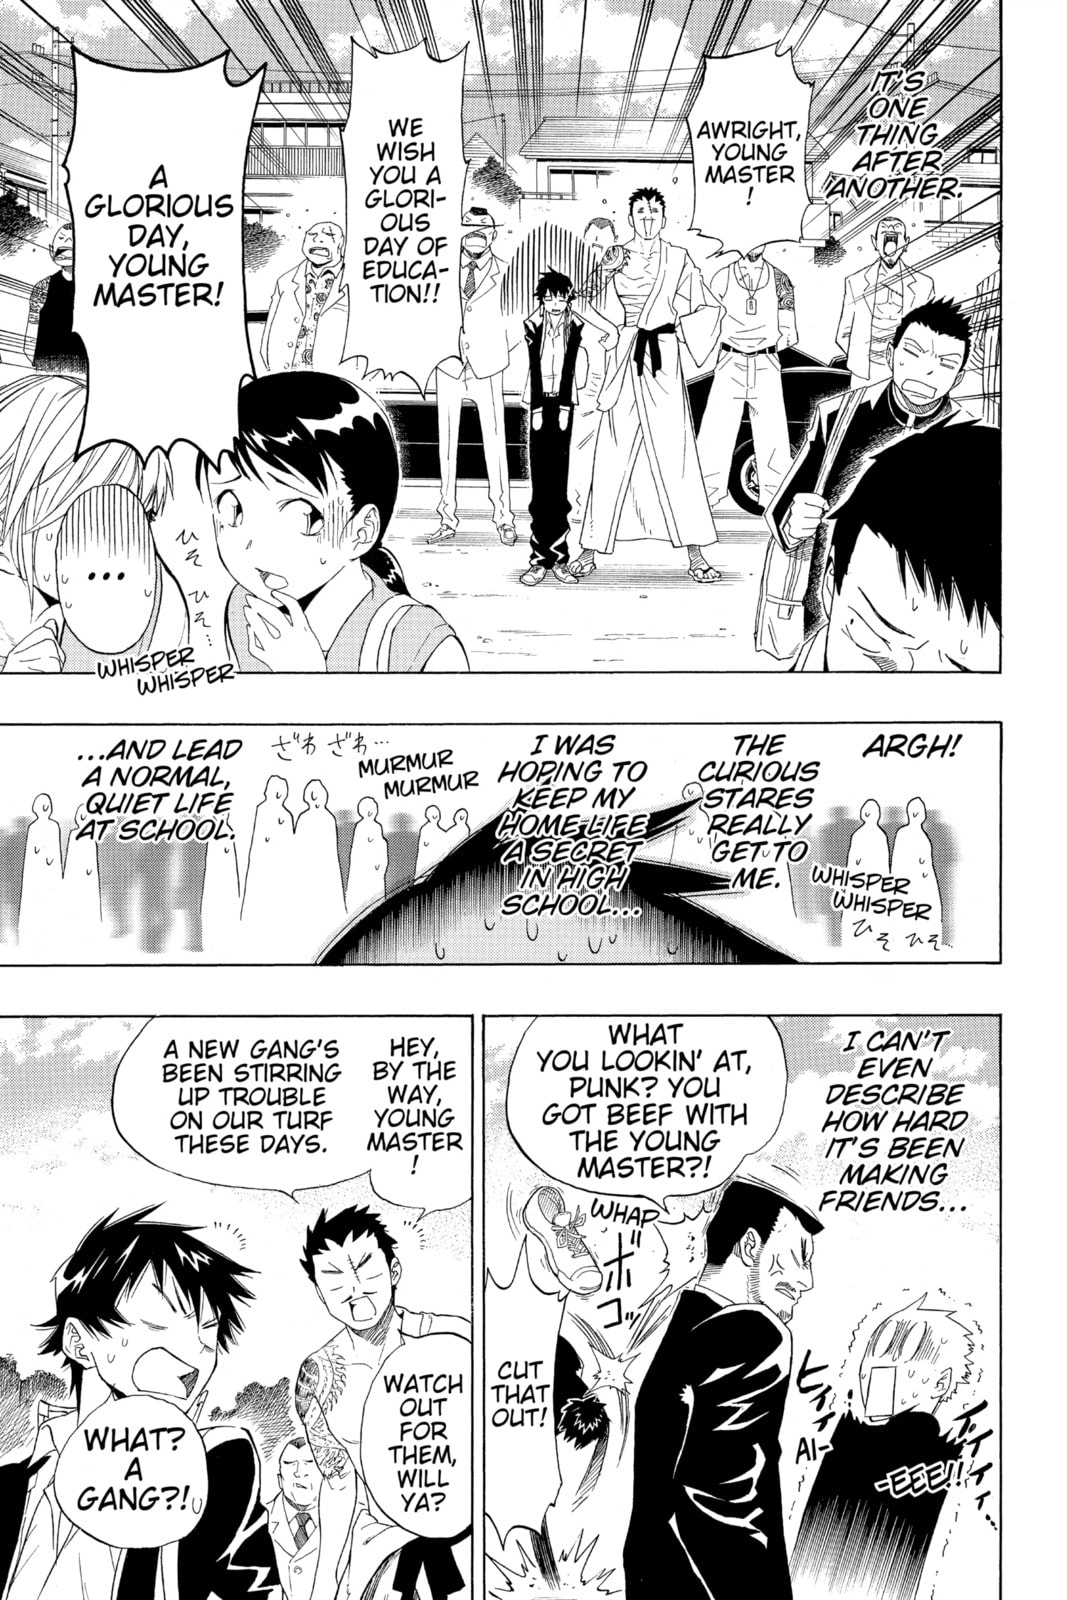 IT'S
ONE
THING
AFTER
ANOTHER.
AWRIGHT,
YOUNG
MASTER
!
WE
WISH
YOU A
GLORI-
OUS
DAY OF
EDUCA-
TION!!
A
GLORIOUS
DAY,
YOUNG
MASTER!
ひそ
ひそ…
...
WHISPER
WHISPER
ARGH!
THE
CURIOUS
STARES
REALLY
GET TO
ME.
WHISPER
WHISPER
ひそ ひそ…
I WAS
HOPING TO
KEEP MY
HOME LIFE
A SECRET
IN HIGH
SCHOOL...
ざわ ざわ…
MURMUR
MURMUR
...AND LEAD
A NORMAL,
QUIET LIFE
AT SCHOOL.
I CAN'T
EVEN
DESCRIBE
HOW HARD
IT'S BEEN
MAKING
FRIENDS...
WHAT
YOU LOOKIN' AT,
PUNK? YOU
GOT BEEF WITH
THE YOUNG
MASTER?!
WHAP
ボコッ
CUT
THAT
OUT!
ヒィィ
AI-
-EEE!!
HEY,
BY THE
WAY,
YOUNG
MASTER
!
A NEW GANG'S
BEEN STIRRING
UP TROUBLE
ON OUR TURF
THESE DAYS.
WATCH
OUT
FOR
THEM,
WILL
YA?
WHAT?
A
GANG?!